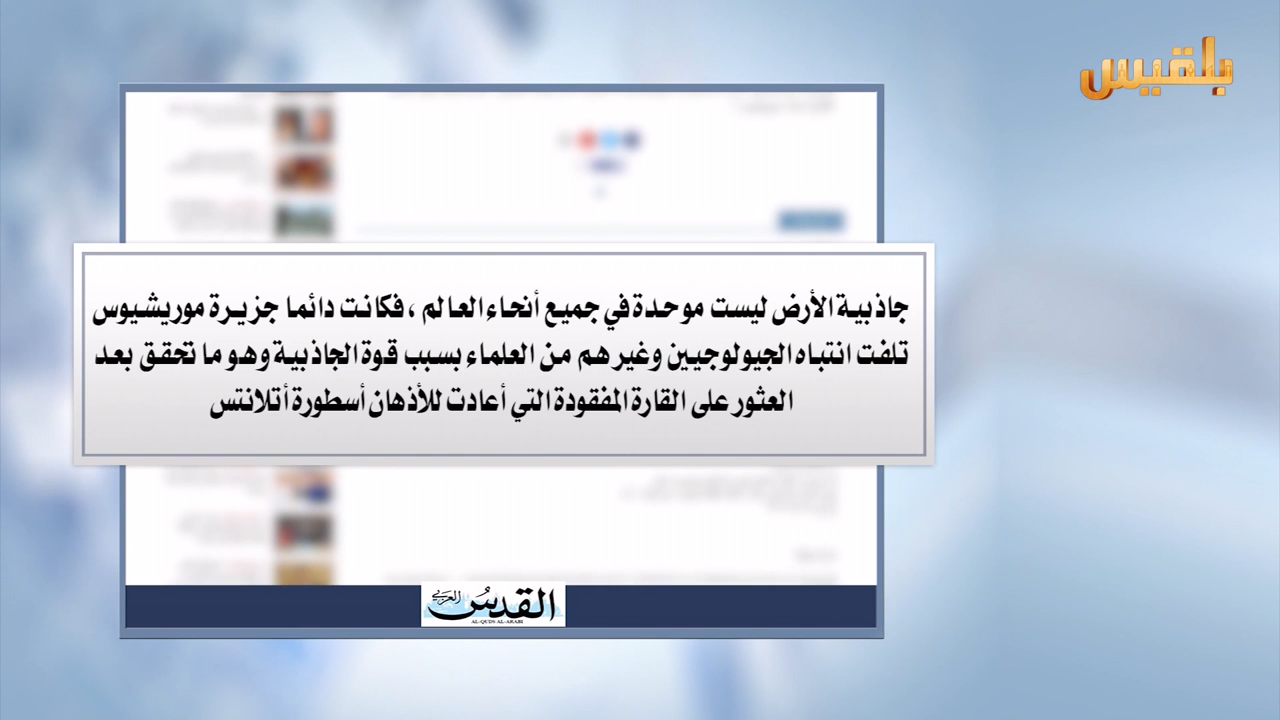 بلقيس
جاذبية الأرض ليست موحدة في جميع أنحاء العالم ، فكانت دائما جزيرة موريشيوس
تلفت انتباه الجيولوجيين وغيرهم من العلماء بسبب قوة الجاذبية وهو ما تحقق بعد
العثور على القارة المفقودة التي أعادت للأذهان أسطورة أتلانتس
القدس العربي
AL-QUDS AL-ARABI